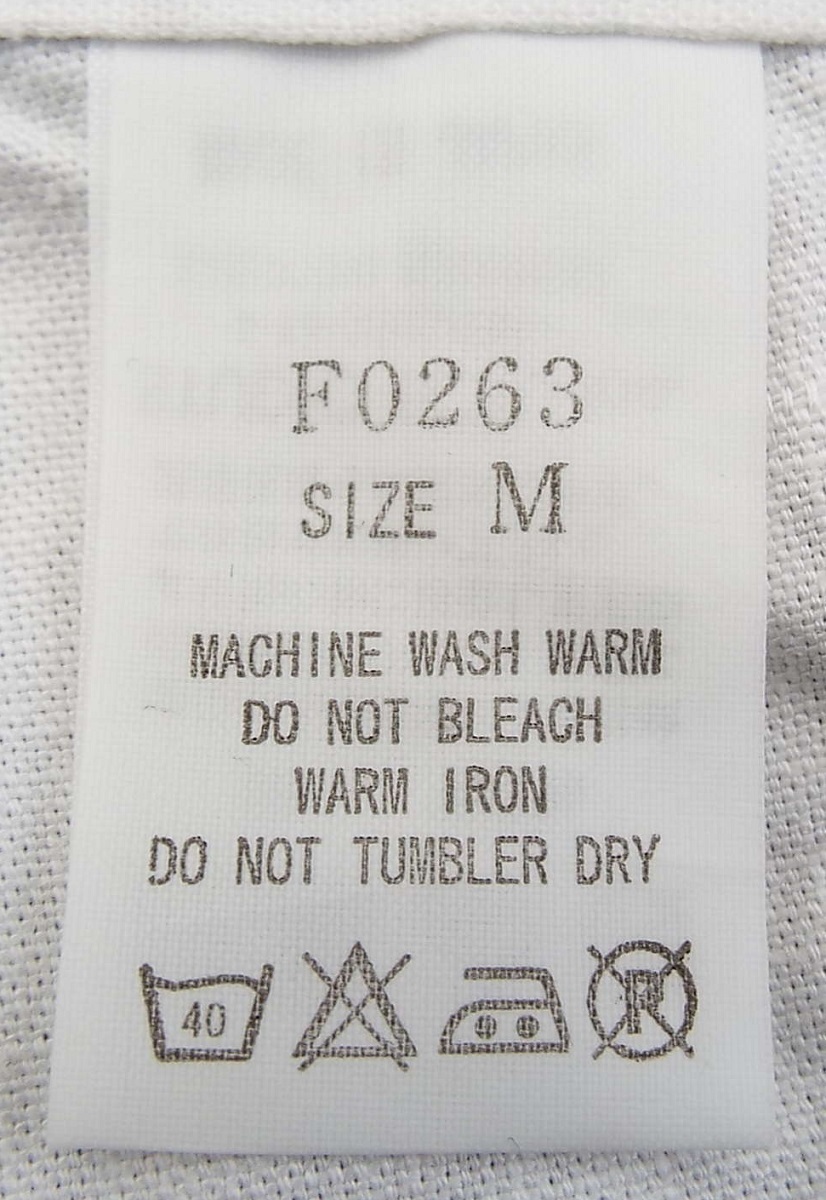 F0263
SIZE M
MACHINE WASH WARM
DO NOT BLEACH
WARM IRON
DO NOT TUMBLER DRY
40 P